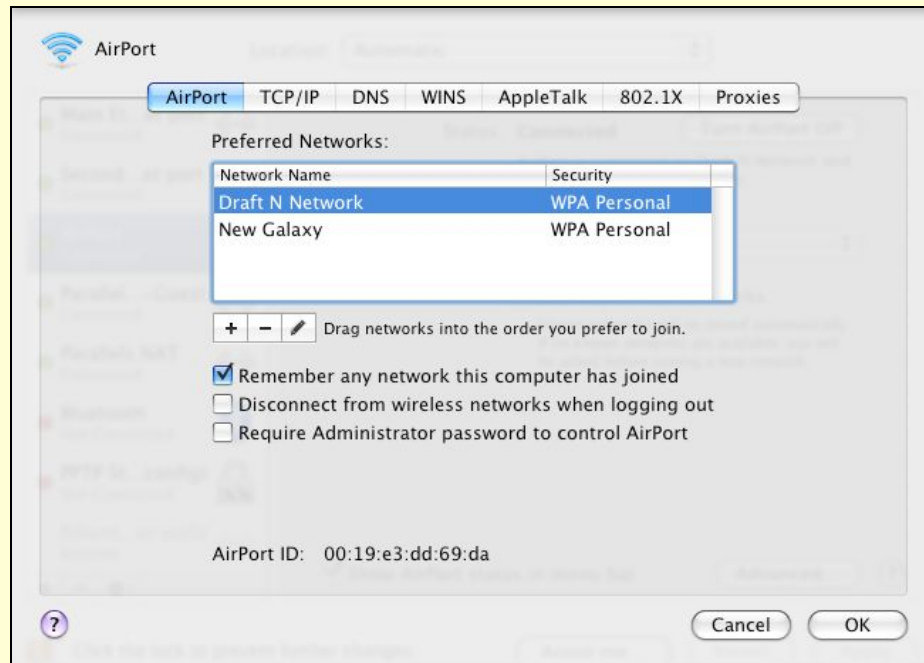 AirPort
Location: Automatic
AirPort TCP/IP DNS WINS AppleTalk 802.1X Proxies
Preferred Networks:
Network Name Security
Draft N Network WPA Personal
New Galaxy WPA Personal
+ − Drag networks into the order you prefer to join.
Remember any network this computer has joined
Disconnect from wireless networks when logging out
Require Administrator password to control AirPort
AirPort ID: 00:19:e3:dd:69:da
? Cancel OK